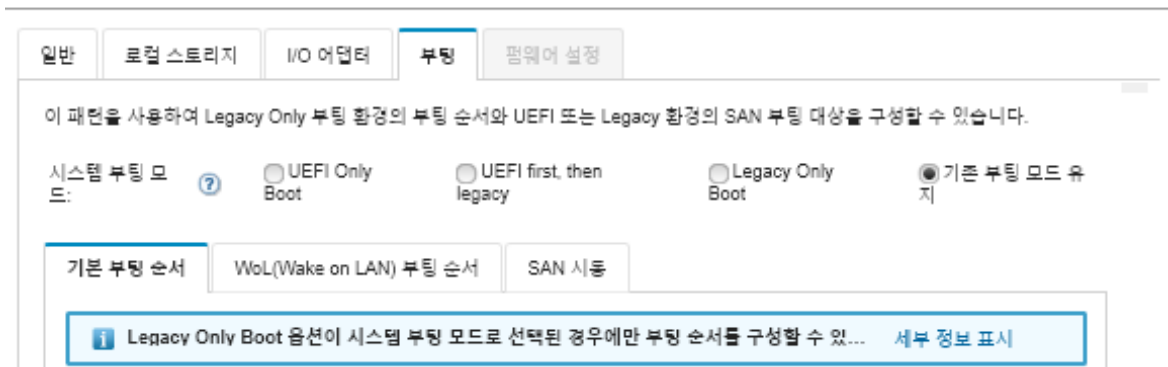 일반 로컬 스토리지 I/O 어댑터 부팅 펌웨어 설정
이 패턴을 사용하여 Legacy Only 부팅 환경의 부팅 순서와 UEFI 또는 Legacy 환경의 SAN 부팅 대상을 구성할 수 있습니다.
시스템 부팅 모드: ? UEFI Only Boot UEFI first, then legacy Legacy Only Boot 기존 부팅 모드 유지
기본 부팅 순서 WoL(Wake on LAN) 부팅 순서 SAN 시동
i Legacy Only Boot 옵션이 시스템 부팅 모드로 선택된 경우에만 부팅 순서를 구성할 수 있... 세부 정보 표시